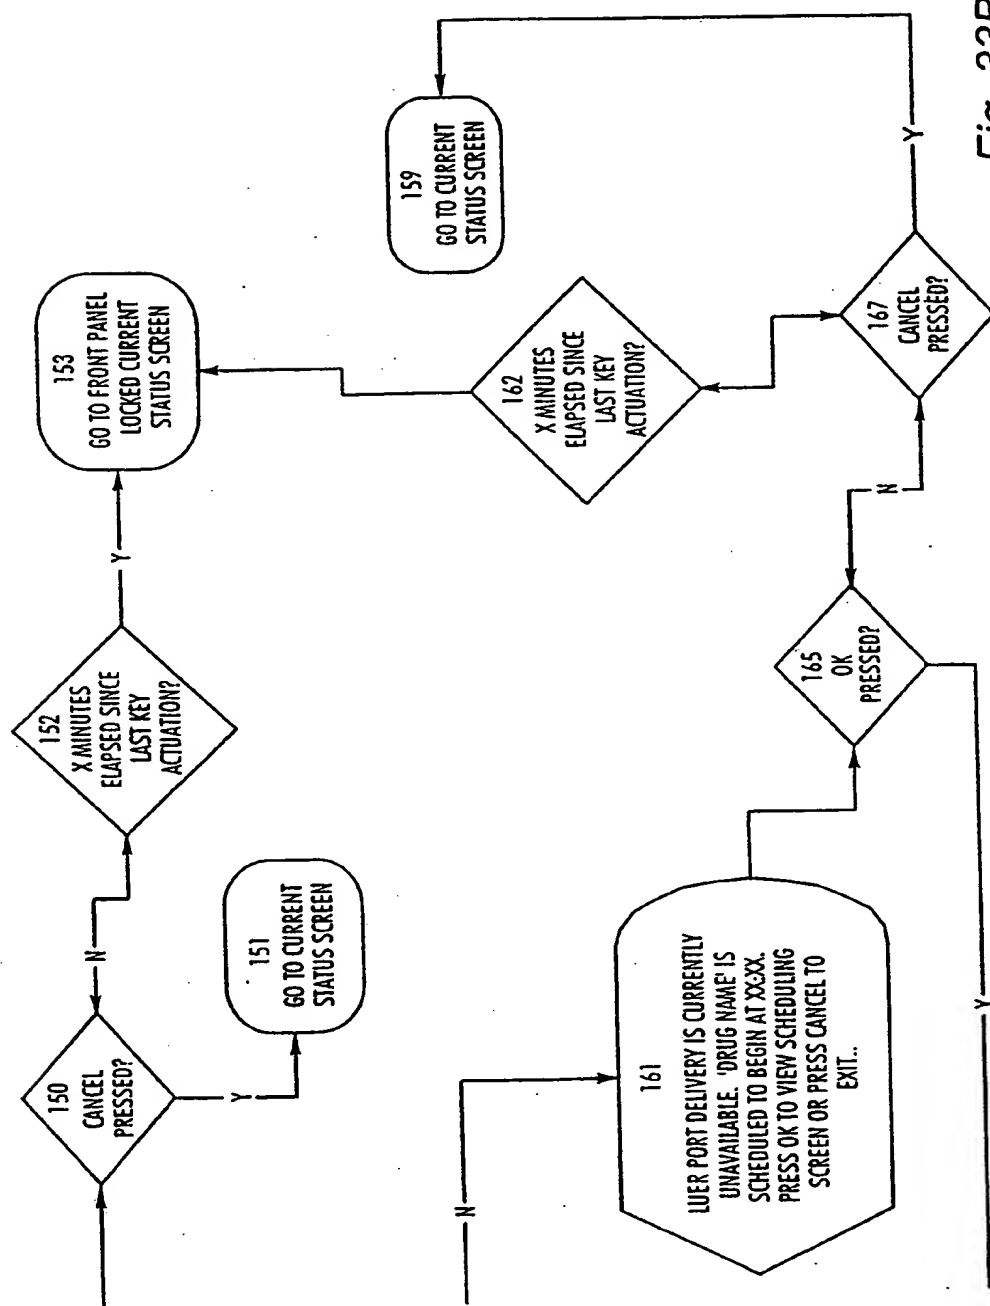 150
CANCEL
PRESSED?
N
Y
151
GO TO CURRENT
STATUS SCREEN
152
X MINUTES
ELAPSED SINCE
LAST KEY
ACTUATION?
Y
153
GO TO FRONT PANEL
LOCKED CURRENT
STATUS SCREEN
N
161
LUER PORT DELIVERY IS CURRENTLY
UNAVAILABLE. 'DRUG NAME' IS
SCHEDULED TO BEGIN AT XX:XX.
PRESS OK TO VIEW SCHEDULING
SCREEN OR PRESS CANCEL TO
EXIT..
165
OK
PRESSED?
Y
N
162
X MINUTES
ELAPSED SINCE
LAST KEY
ACTUATION?
167
CANCEL
PRESSED?
Y
159
GO TO CURRENT
STATUS SCREEN
Fig.